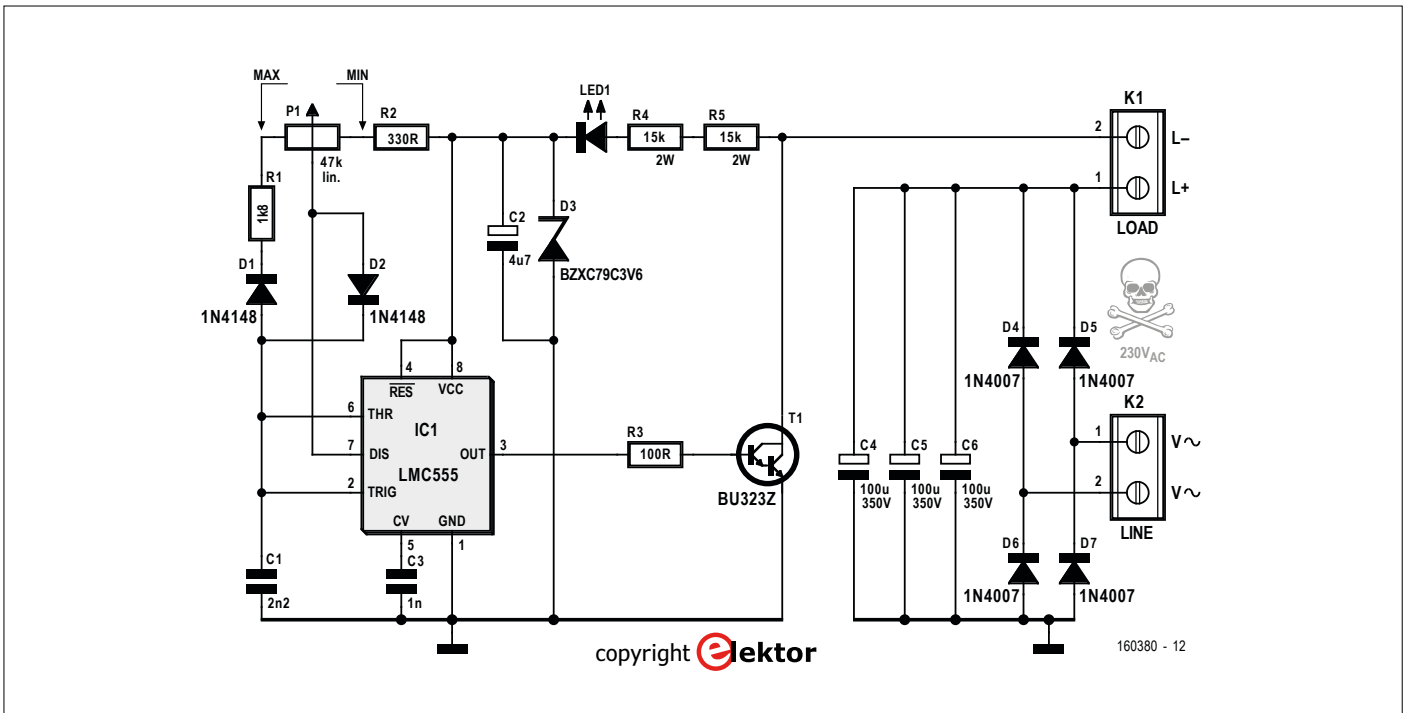 MAX
MIN
P1
47k
lin.
R2
330R
LED1
R4
15k
2W
R5
15k
2W
K1
2
L–
1
L+
LOAD
R1
1k8
C2
4u7
D3
BZXC79C3V6
D1
1N4148
D2
1N4148
230VAC
D4
1N4007
D5
1N4007
4
8
RES
VCC
6
THR
7
DIS
2
TRIG
IC1
LMC555
OUT
3
CV
GND
5
1
R3
100R
T1
BU323Z
C4
100u
350V
C5
100u
350V
C6
100u
350V
K2
1
V~
2
V~
LINE
C1
2n2
C3
1n
D6
1N4007
D7
1N4007
copyright elektor
160380 - 12